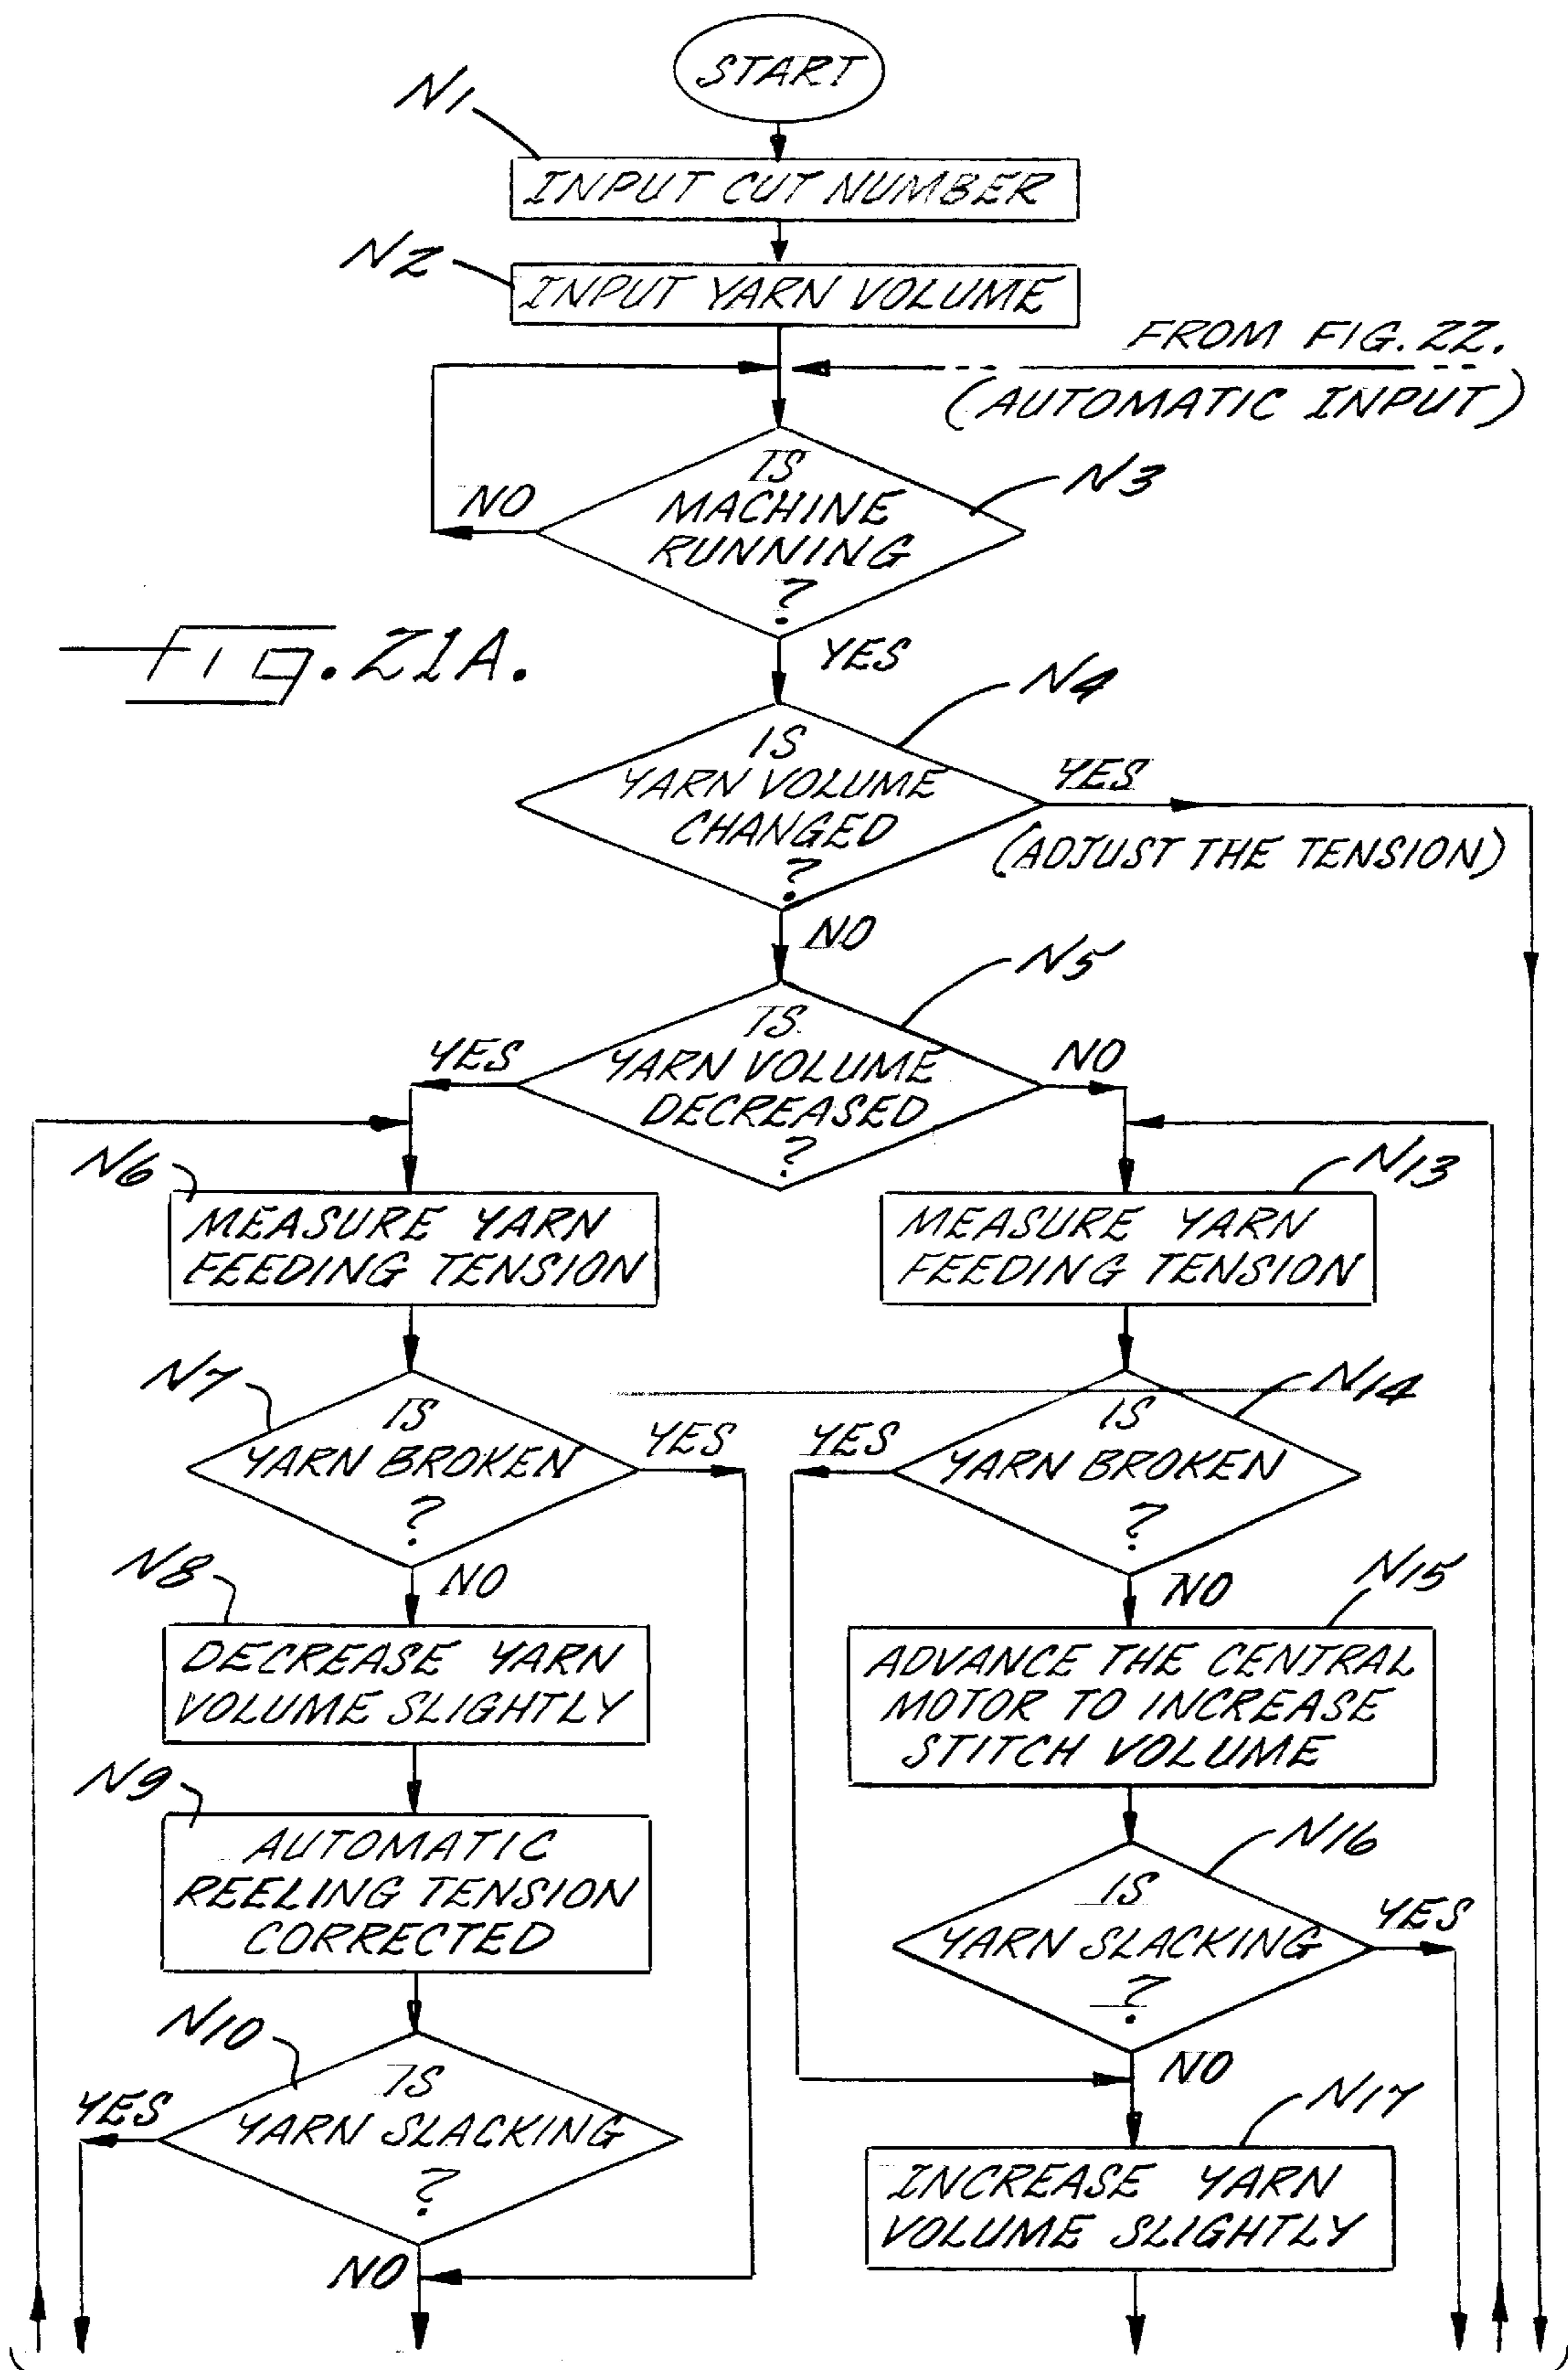 START
N1
INPUT CUT NUMBER
N2
INPUT YARN VOLUME
FROM FIG. 22.
(AUTOMATIC INPUT)
IS
MACHINE
RUNNING
?
N3
NO
Fig. 21A.
YES
N4
IS
YARN VOLUME
CHANGED
?
YES
(ADJUST THE TENSION)
NO
N5
IS
YARN VOLUME
DECREASED
?
YES
NO
N6
MEASURE YARN
FEEDING TENSION
N13
MEASURE YARN
FEEDING TENSION
N7
IS
YARN BROKEN
?
YES
N14
YES
IS
YARN BROKEN
?
N8
NO
DECREASE YARN
VOLUME SLIGHTLY
N15
NO
ADVANCE THE CENTRAL
MOTOR TO INCREASE
STITCH VOLUME
N9
AUTOMATIC
REELING TENSION
CORRECTED
N16
IS
YARN SLACKING
?
YES
N10
IS
YARN SLACKING
?
YES
NO
NO
N17
INCREASE YARN
VOLUME SLIGHTLY